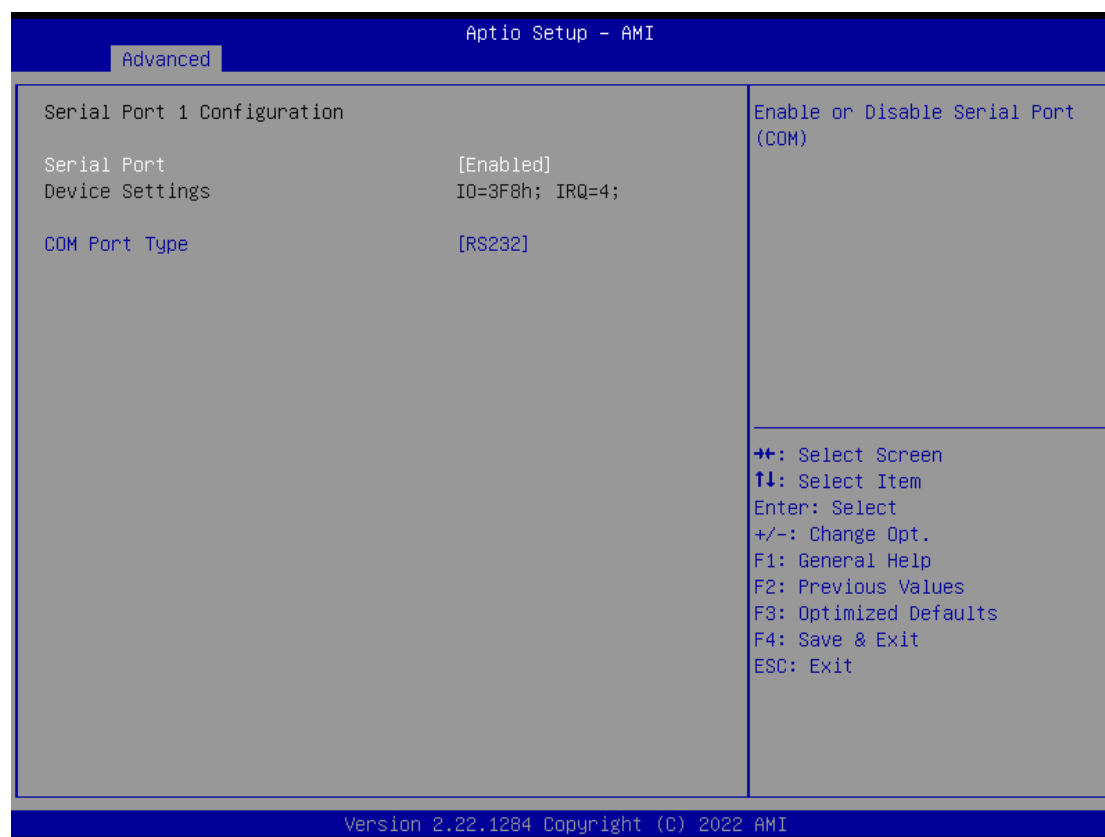 Aptio Setup – AMI
Advanced
Serial Port 1 Configuration
Serial Port [Enabled]
Device Settings IO=3F8h; IRQ=4;
COM Port Type [RS232]
Enable or Disable Serial Port
(COM)
→←: Select Screen
↑↓: Select Item
Enter: Select
+/-: Change Opt.
F1: General Help
F2: Previous Values
F3: Optimized Defaults
F4: Save & Exit
ESC: Exit
Version 2.22.1284 Copyright (C) 2022 AMI